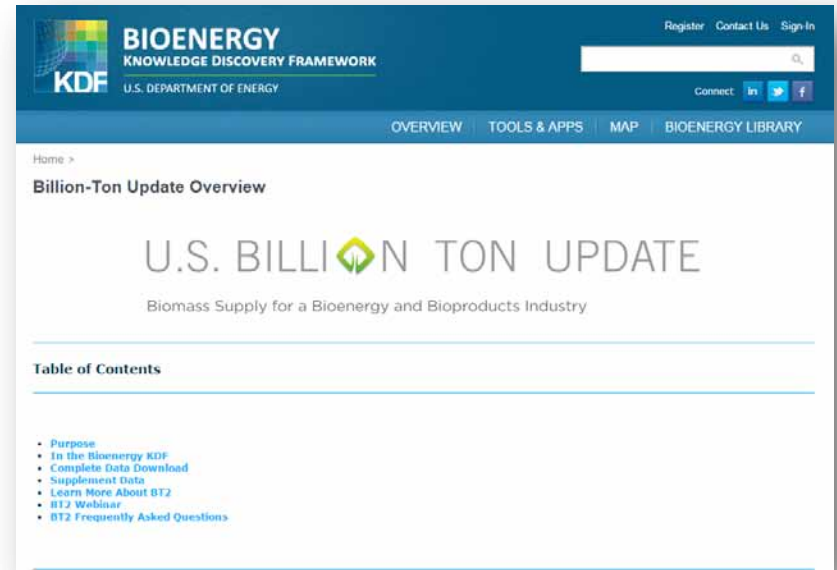 Register Contact Us Sign-In
BIOENERGY
KNOWLEDGE DISCOVERY FRAMEWORK
KDF
U.S. DEPARTMENT OF ENERGY
Connect in f
OVERVIEW TOOLS & APPS MAP BIOENERGY LIBRARY
Home >
Billion-Ton Update Overview
U.S. BILLION TON UPDATE
Biomass Supply for a Bioenergy and Bioproducts Industry
Table of Contents
• Purpose
• In the Bioenergy KDF
• Complete Data Download
• Supplement Data
• Learn More About BT2
• BT2 Webinar
• BT2 Frequently Asked Questions